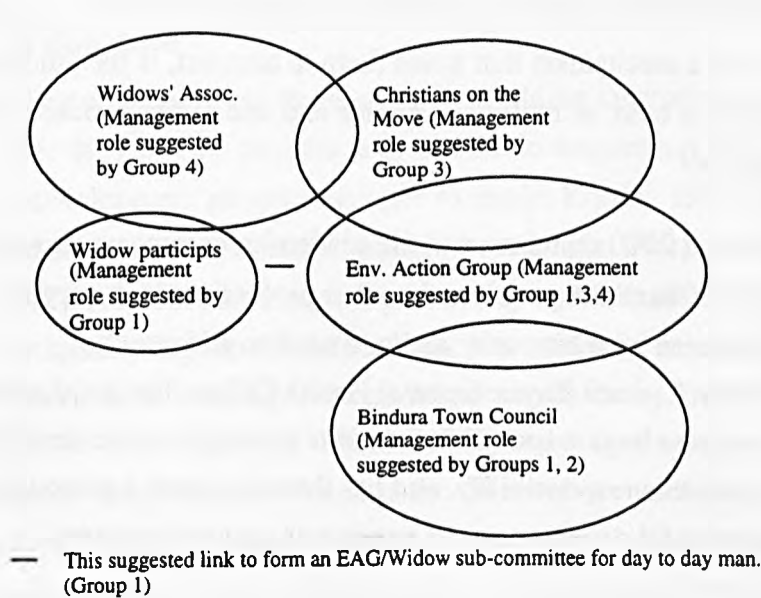 Widows' Assoc.
(Management
role suggested
by Group 4)
Christians on the
Move (Management
role suggested by
Group 3)
Widow participts
(Management
role suggested by
Group 1)
Env. Action Group (Management
role suggested by Group 1,3,4)
Bindura Town Council
(Management role
suggested by Groups 1, 2)
This suggested link to form an EAG/Widow sub-committee for day to day man.
(Group 1)